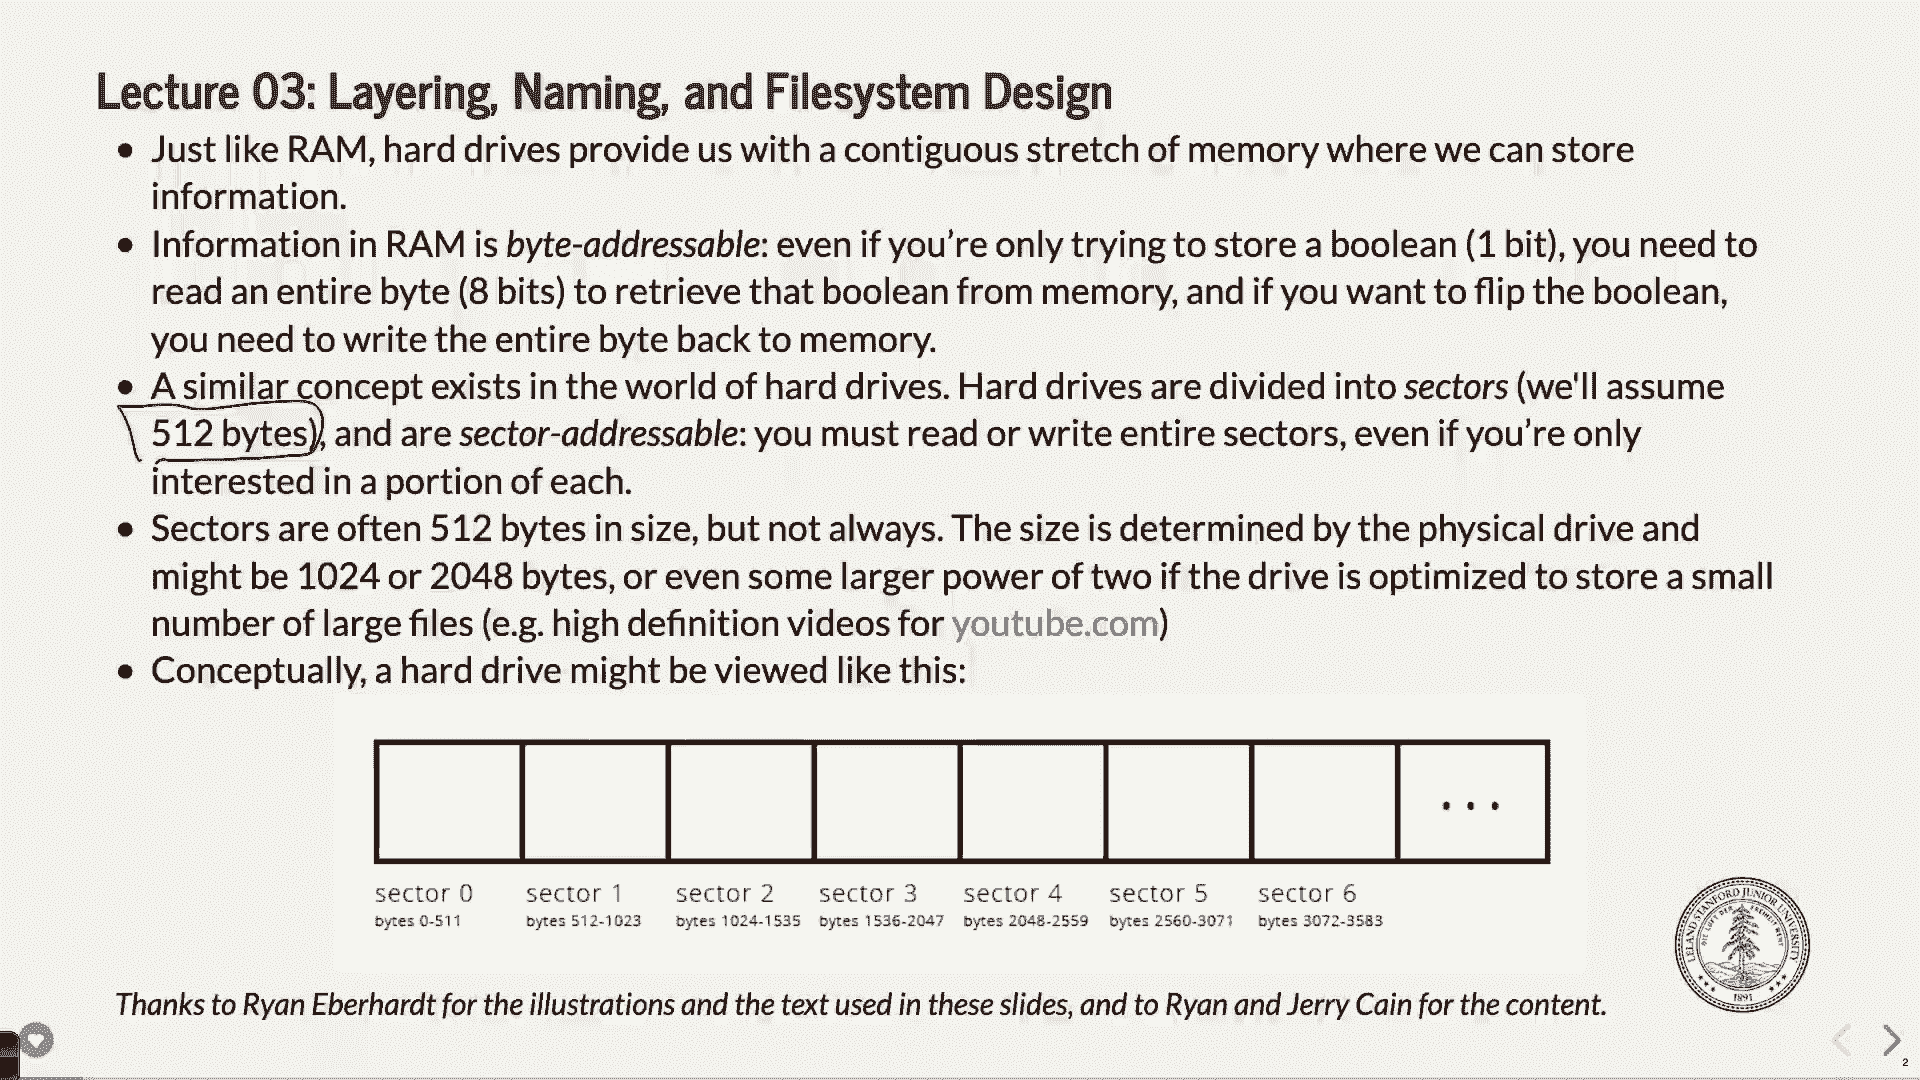 Lecture 03: Layering, Naming, and Filesystem Design
• Just like RAM, hard drives provide us with a contiguous stretch of memory where we can store
information.
• Information in RAM is byte-addressable: even if you’re only trying to store a boolean (1 bit), you need to
read an entire byte (8 bits) to retrieve that boolean from memory, and if you want to flip the boolean,
you need to write the entire byte back to memory.
• A similar concept exists in the world of hard drives. Hard drives are divided into sectors (we'll assume
512 bytes), and are sector-addressable: you must read or write entire sectors, even if you’re only
interested in a portion of each.
• Sectors are often 512 bytes in size, but not always. The size is determined by the physical drive and
might be 1024 or 2048 bytes, or even some larger power of two if the drive is optimized to store a small
number of large files (e.g. high definition videos for youtube.com)
• Conceptually, a hard drive might be viewed like this:
. . .
sector 0 sector 1 sector 2 sector 3 sector 4 sector 5 sector 6
bytes 0-511 bytes 512-1023 bytes 1024-1535 bytes 1536-2047 bytes 2048-2559 bytes 2560-3071 bytes 3072-3583
LELAND STANFORD JUNIOR UNIVERSITY
DIE LUFT DER FREIHEIT WEHT
1891
Thanks to Ryan Eberhardt for the illustrations and the text used in these slides, and to Ryan and Jerry Cain for the content.
2